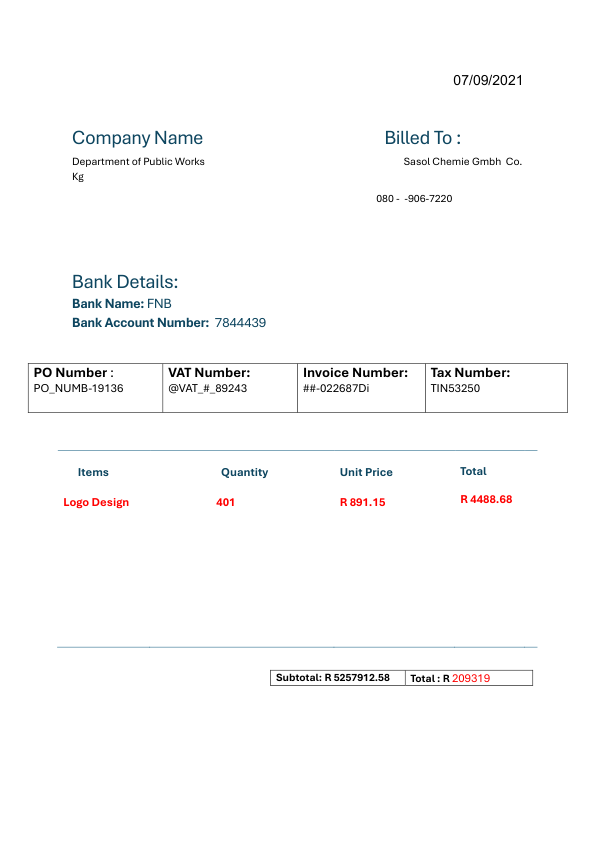 07/09/2021
Company Name
Billed To :
Department of Public Works
Sasol Chemie Gmbh  Co.
Kg
080 -  -906-7220
Bank Details:
Bank Name: FNB
Bank Account Number:  7844439
PO Number : VAT Number: Invoice Number: Tax Number:
PO_NUMB-19136 @VAT_#_89243 ##-022687Di TIN53250
Items Quantity Unit Price Total
Logo Design 401 R 891.15 R 4488.68
Subtotal: R 5257912.58 Total : R 209319